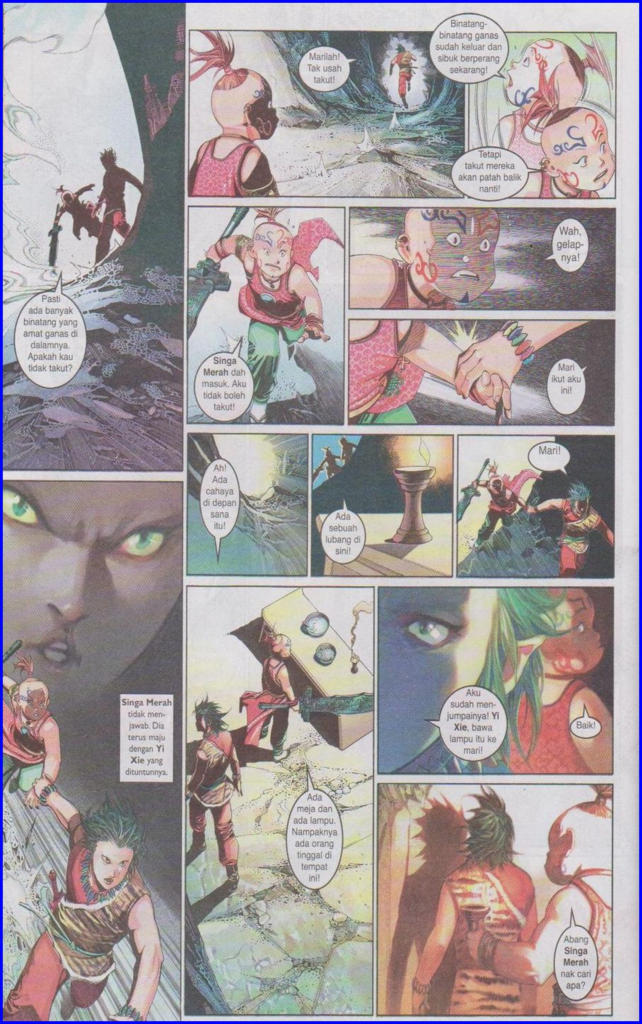 Pasti
ada banyak
binatang yang
amat ganas di
dalamnya.
Apakah kau
tidak takut?
Singa Merah
tidak men-
jawab. Dia
terus maju
dengan Yi
Xie yang
dituntunnya.
Marilah!
Tak usah
takut!
Binatang-
binatang ganas
sudah keluar dan
sibuk berperang
sekarang!
Tetapi
takut mereka
akan patah balik
nanti!
Singa
Merah dah
masuk. Aku
tidak boleh
takut!
Wah,
gelap-
nya!
Mari
ikut aku
ini!
Ah!
Ada
cahaya
di depan
sana
itu!
Ada
sebuah
lubang di
sini!
Mari!
Ada
meja dan
ada lampu.
Nampaknya
ada orang
tinggal di
tempat
ini!
Aku
sudah men-
jumpainya! Yi
Xie, bawa
lampu itu ke
mari!
Baik!
Abang
Singa
Merah
nak cari
apa?